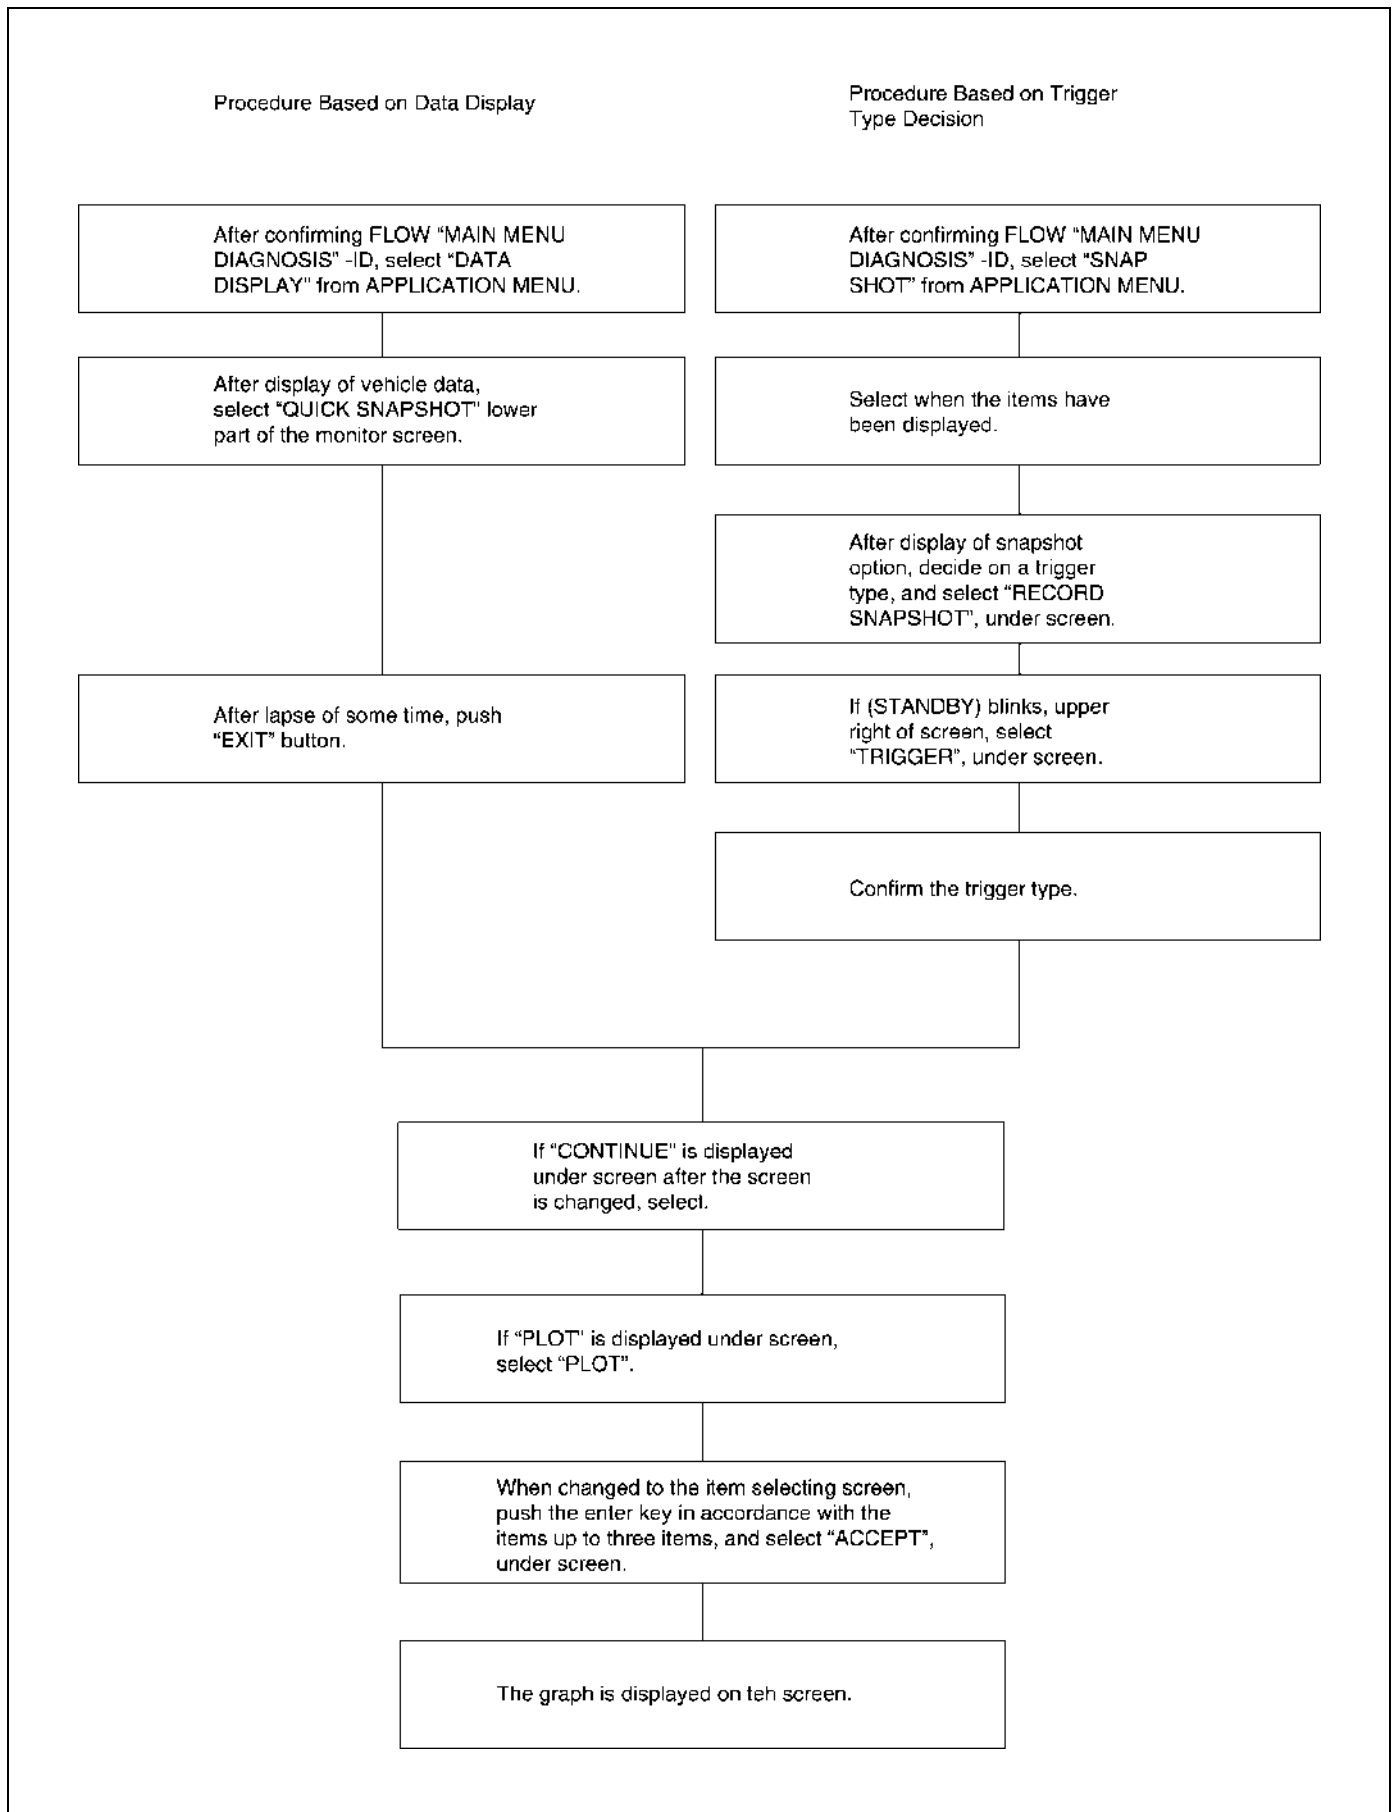 Procedure Based on Data Display
Procedure Based on Trigger
Type Decision
After confirming FLOW “MAIN MENU
DIAGNOSIS” -ID, select “DATA
DISPLAY” from APPLICATION MENU.
After confirming FLOW “MAIN MENU
DIAGNOSIS” -ID, select “SNAP
SHOT” from APPLICATION MENU.
After display of vehicle data,
select “QUICK SNAPSHOT” lower
part of the monitor screen.
Select when the items have
been displayed.
After display of snapshot
option, decide on a trigger
type, and select “RECORD
SNAPSHOT”, under screen.
After lapse of some time, push
“EXIT” button.
If (STANDBY) blinks, upper
right of screen, select
“TRIGGER”, under screen.
Confirm the trigger type.
If “CONTINUE” is displayed
under screen after the screen
is changed, select.
If “PLOT” is displayed under screen,
select “PLOT”.
When changed to the item selecting screen,
push the enter key in accordance with the
items up to three items, and select “ACCEPT”,
under screen.
The graph is displayed on teh screen.